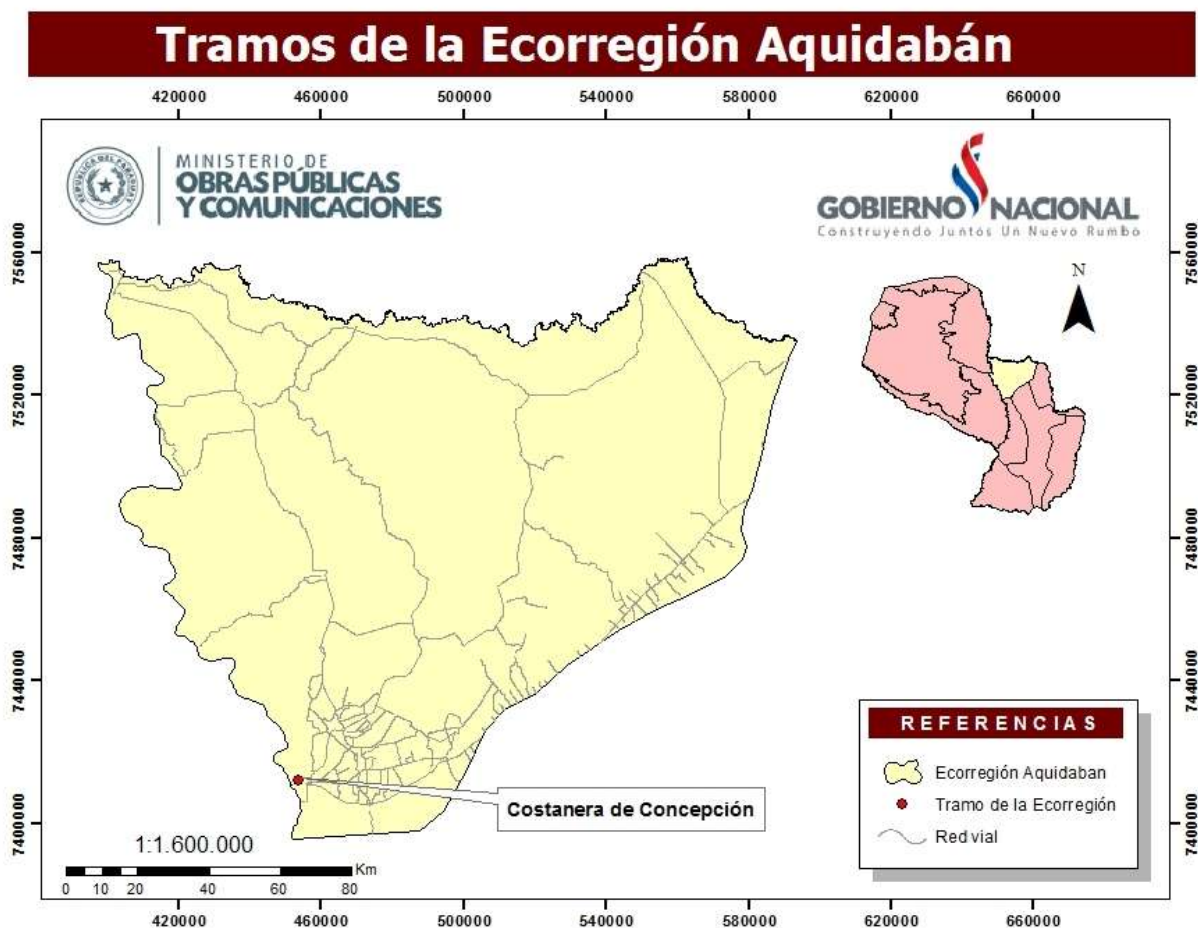 Tramos de la Ecorregión Aquidabán
420000 460000 500000 540000 580000 620000 660000
REPUBLICA DEL PARAGUAY
MINISTERIO DE
OBRAS PÚBLICAS
Y COMUNICACIONES
GOBIERNO NACIONAL
Construyendo Juntos Un Nuevo Rumbo
7560000
7520000
7480000
7440000
7400000
7560000
7520000
7480000
7440000
7400000
N
Costanera de Concepción
REFERENCIAS
Ecorregión Aquidaban
Tramo de la Ecorregión
Red vial
1:1.600.000
Km
0 10 20 40 60 80
420000 460000 500000 540000 580000 620000 660000